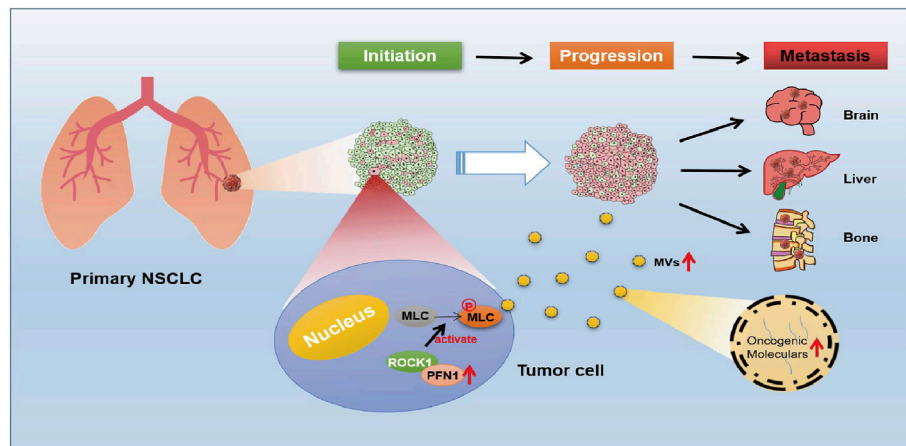 Initiation
Progression
Metastasis
Brain
Liver
Bone
Primary NSCLC
MVs
Nucleus
MLC
P
MLC
activate
ROCK1
PFN1
Tumor cell
Oncogenic
Moleculars